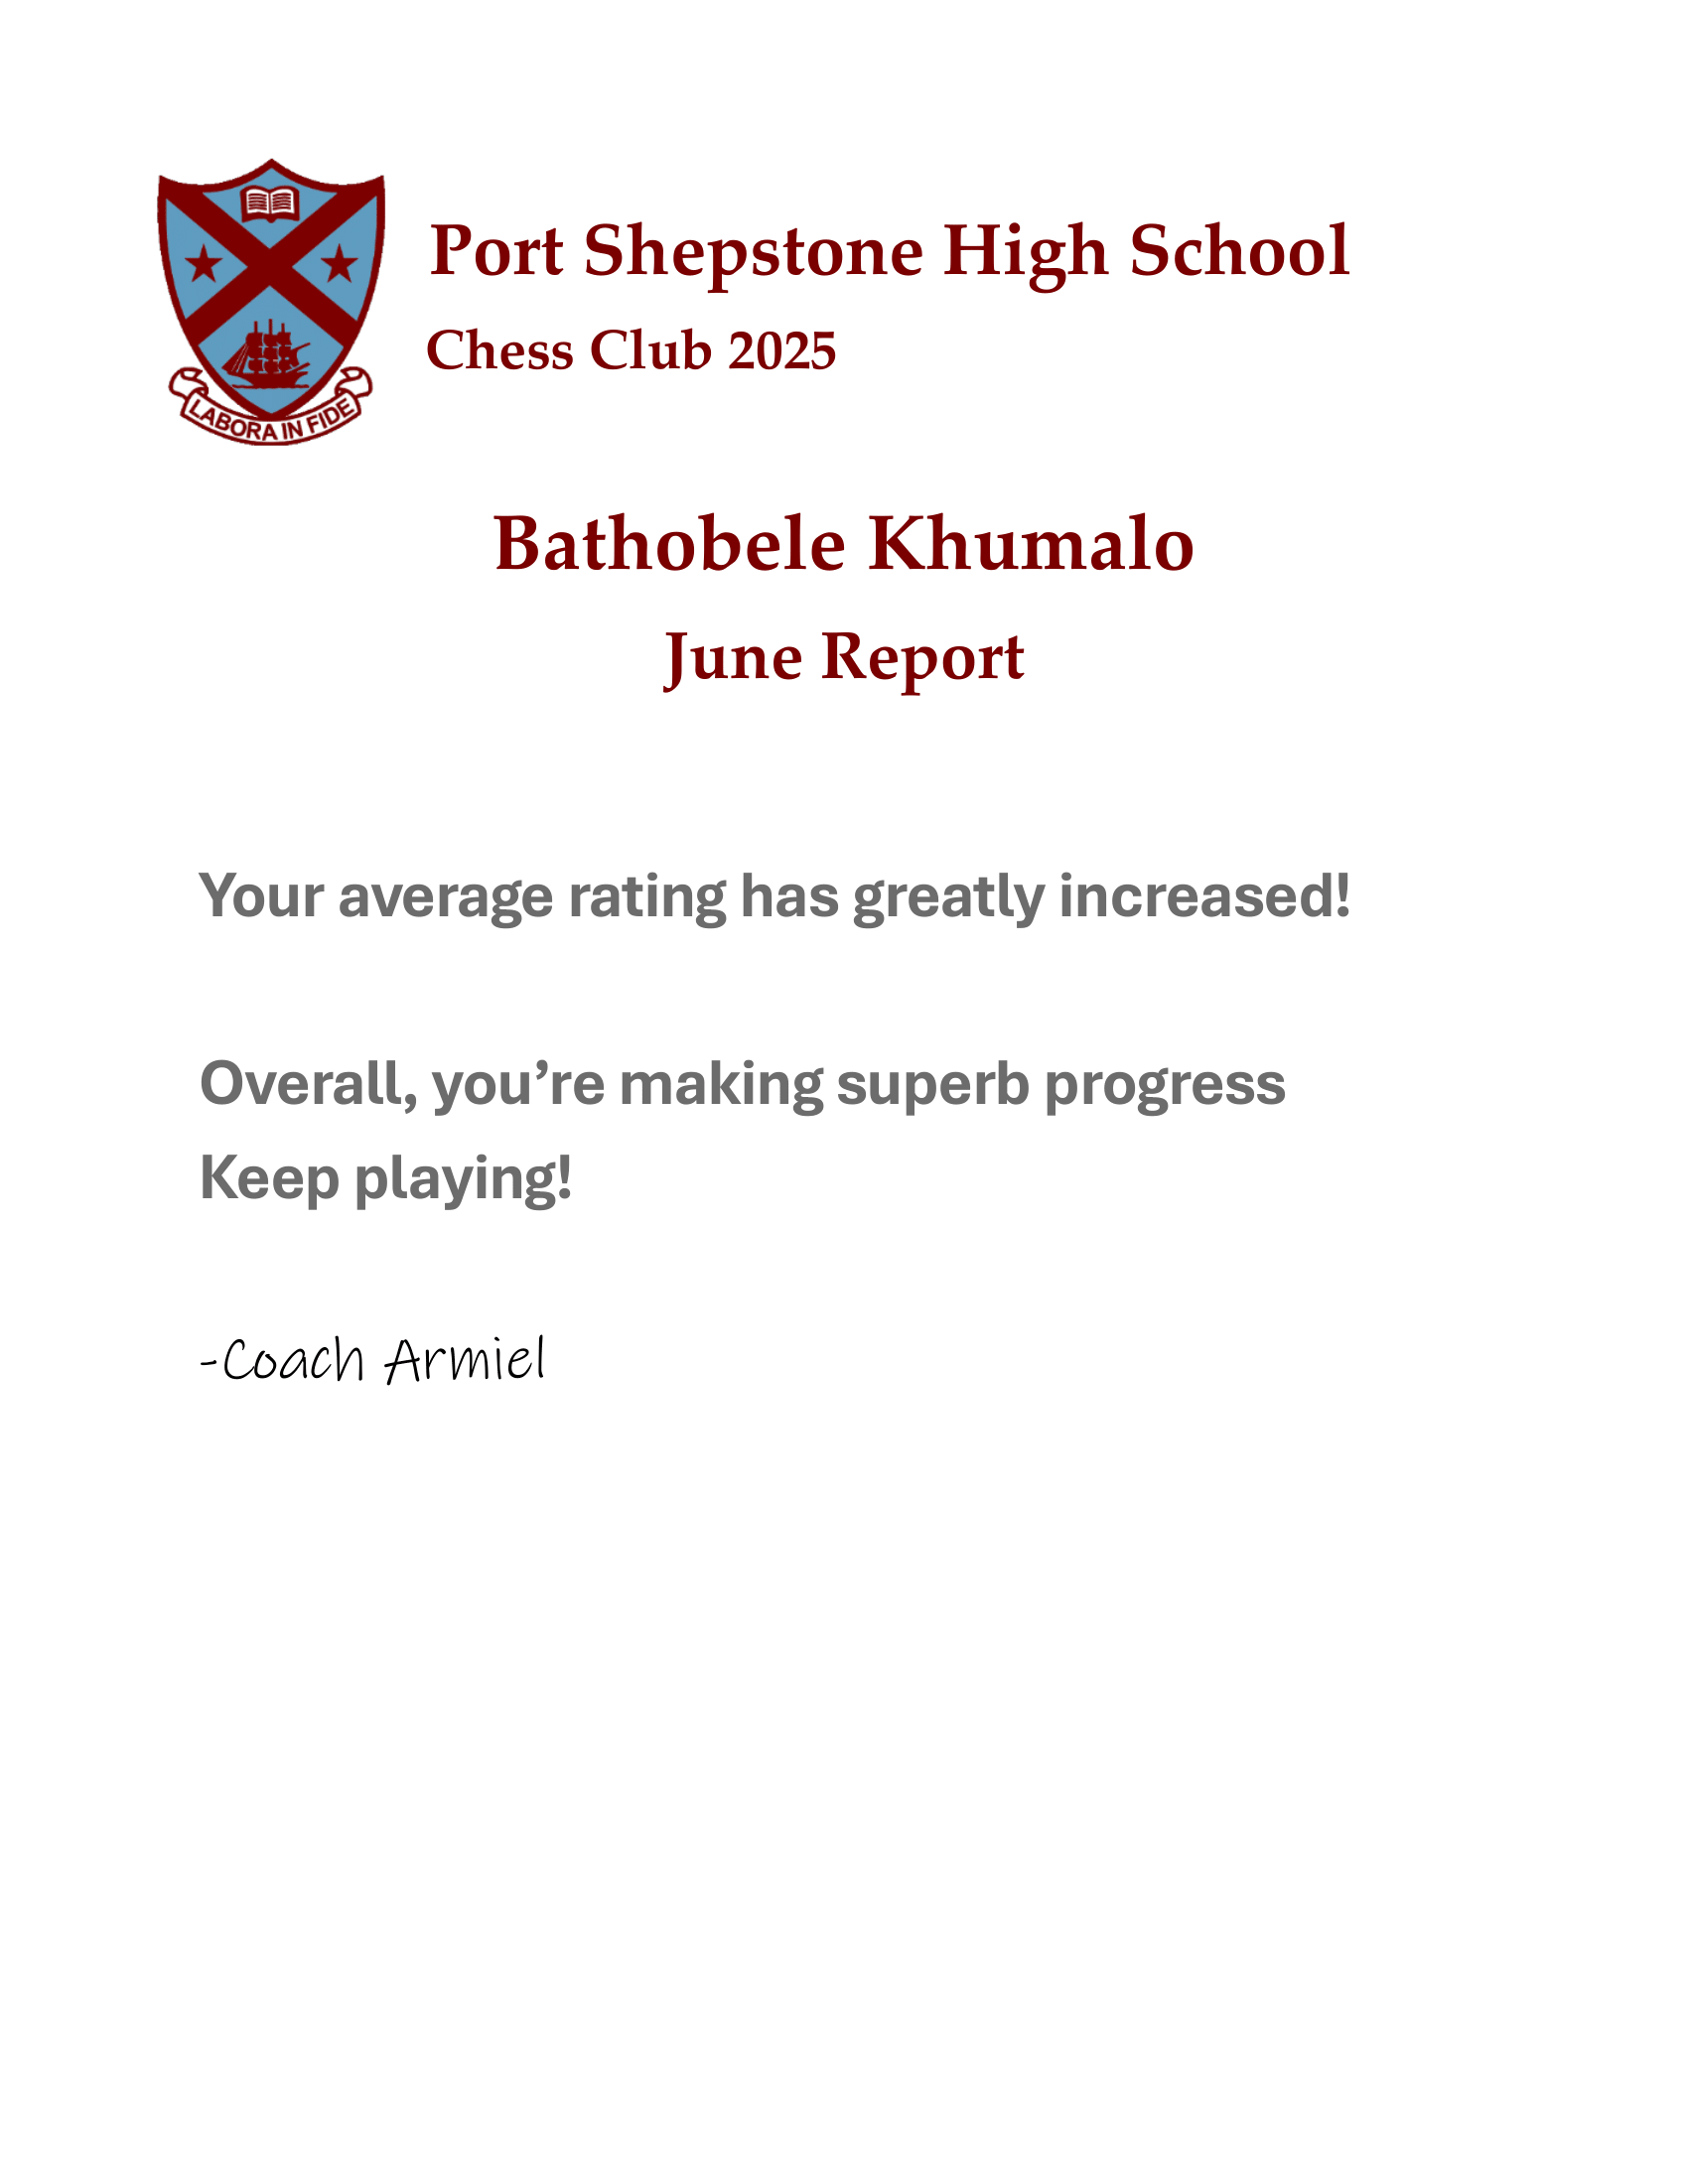 Port Shepstone High School
Chess Club 2025
LABORA IN FIDE
Bathobele Khumalo
June Report
Your average rating has greatly increased!
Overall, you’re making superb progress
Keep playing!
-Coach Armiel